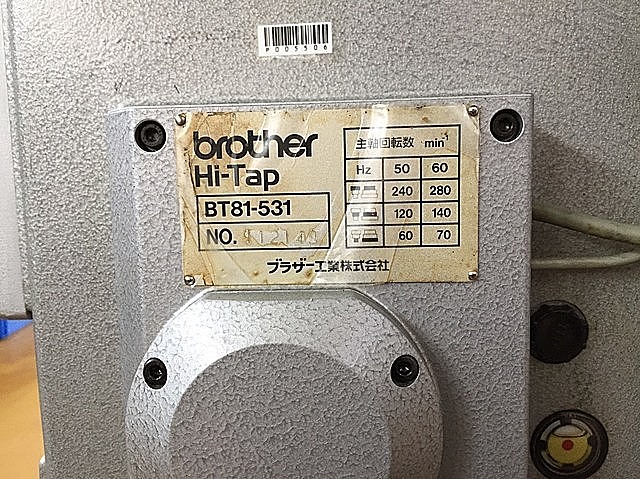 P005506
brother
Hi-Tap
BT81-531
NO.
主軸回転数 min⁻¹
Hz 50 60
240 280
120 140
60 70
ブラザー工業株式会社